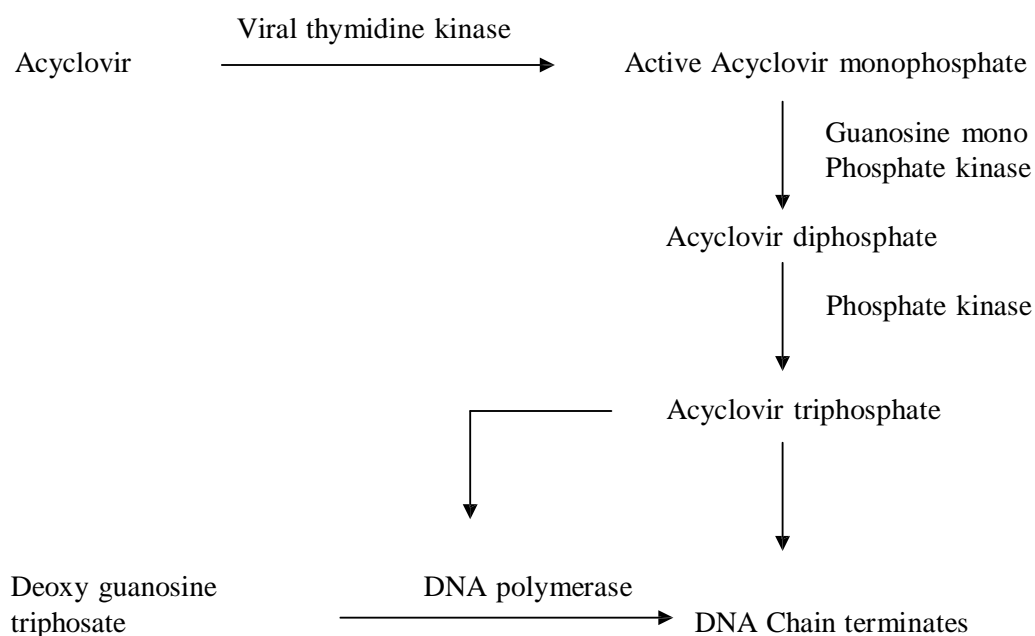 Viral thymidine kinase
Acyclovir
Active Acyclovir monophosphate
Guanosine mono
Phosphate kinase
Acyclovir diphosphate
Phosphate kinase
Acyclovir triphosphate
Deoxy guanosine
triphosate
DNA polymerase
DNA Chain terminates